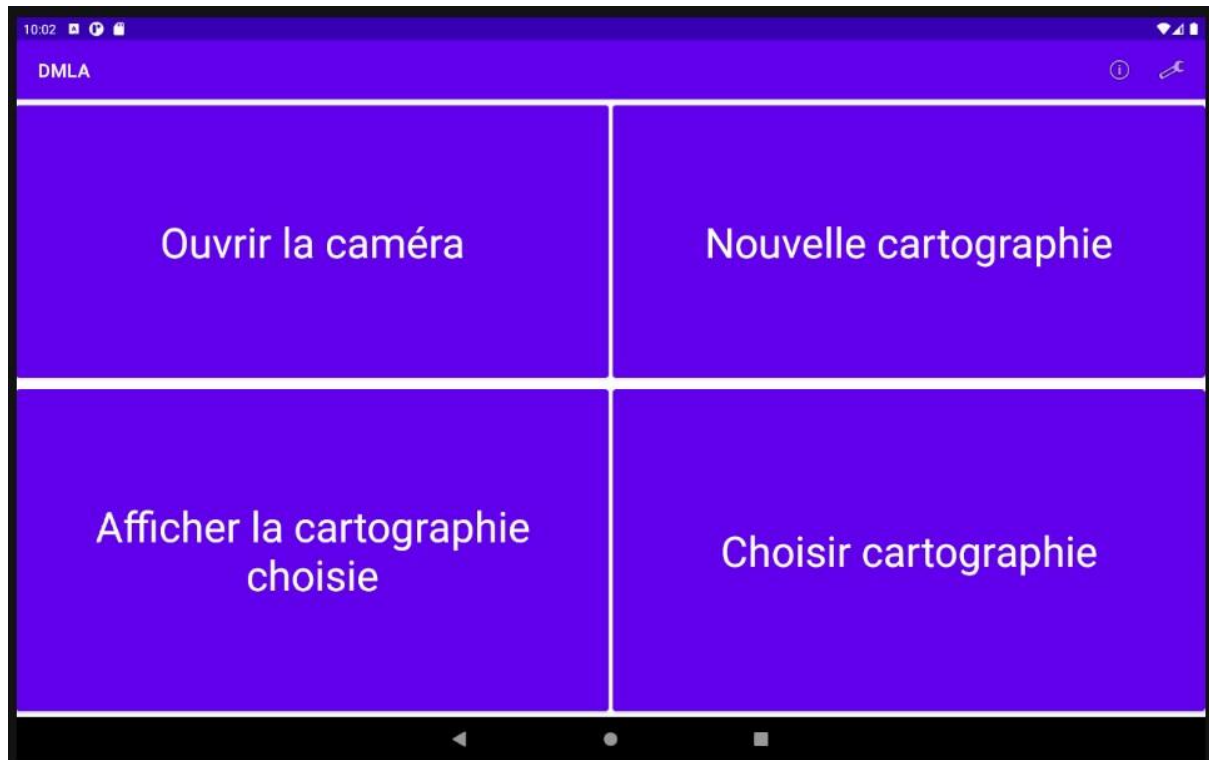 10:02
DMLA
Ouvrir la caméra
Nouvelle cartographie
Afficher la cartographie
choisie
Choisir cartographie